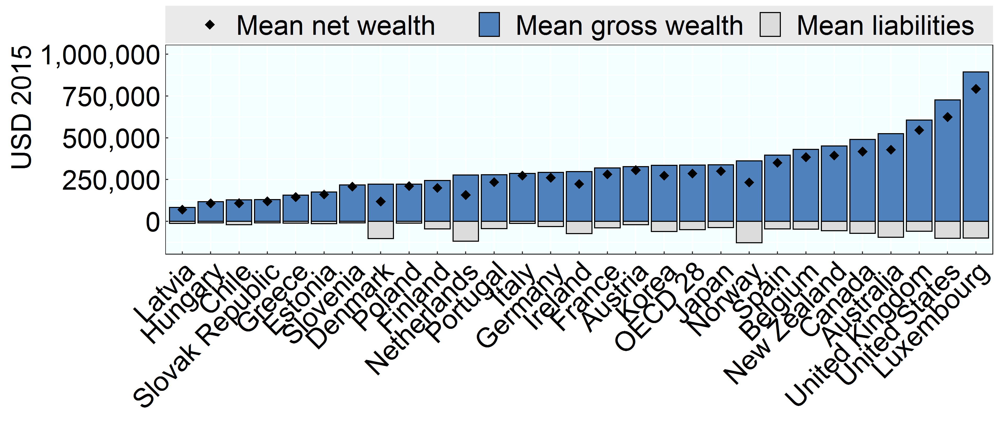 Mean net wealth
Mean gross wealth
Mean liabilities
USD 2015
1,000,000
750,000
500,000
250,000
0
Latvia
Hungary
Chile
Slovak Republic
Greece
Estonia
Slovenia
Denmark
Poland
Finland
Netherlands
Portugal
Italy
Germany
Ireland
France
Austria
Korea
OECD 28
Japan
Norway
Spain
Belgium
New Zealand
Canada
Australia
United Kingdom
United States
Luxembourg